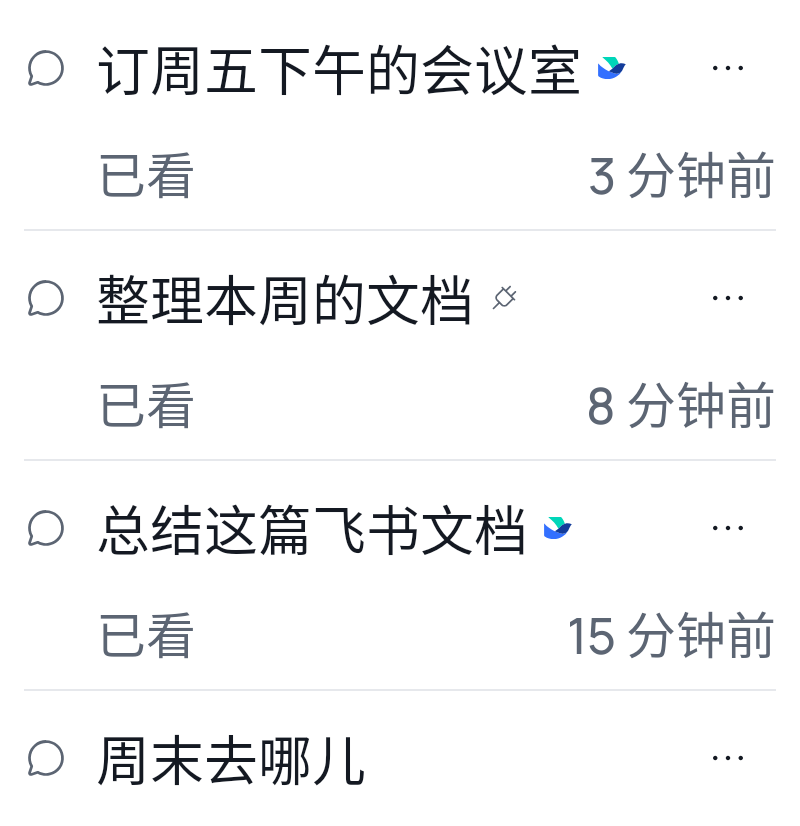 订周五下午的会议室
已看 3 分钟前
整理本周的文档
已看 8 分钟前
总结这篇飞书文档
已看 15 分钟前
周末去哪儿